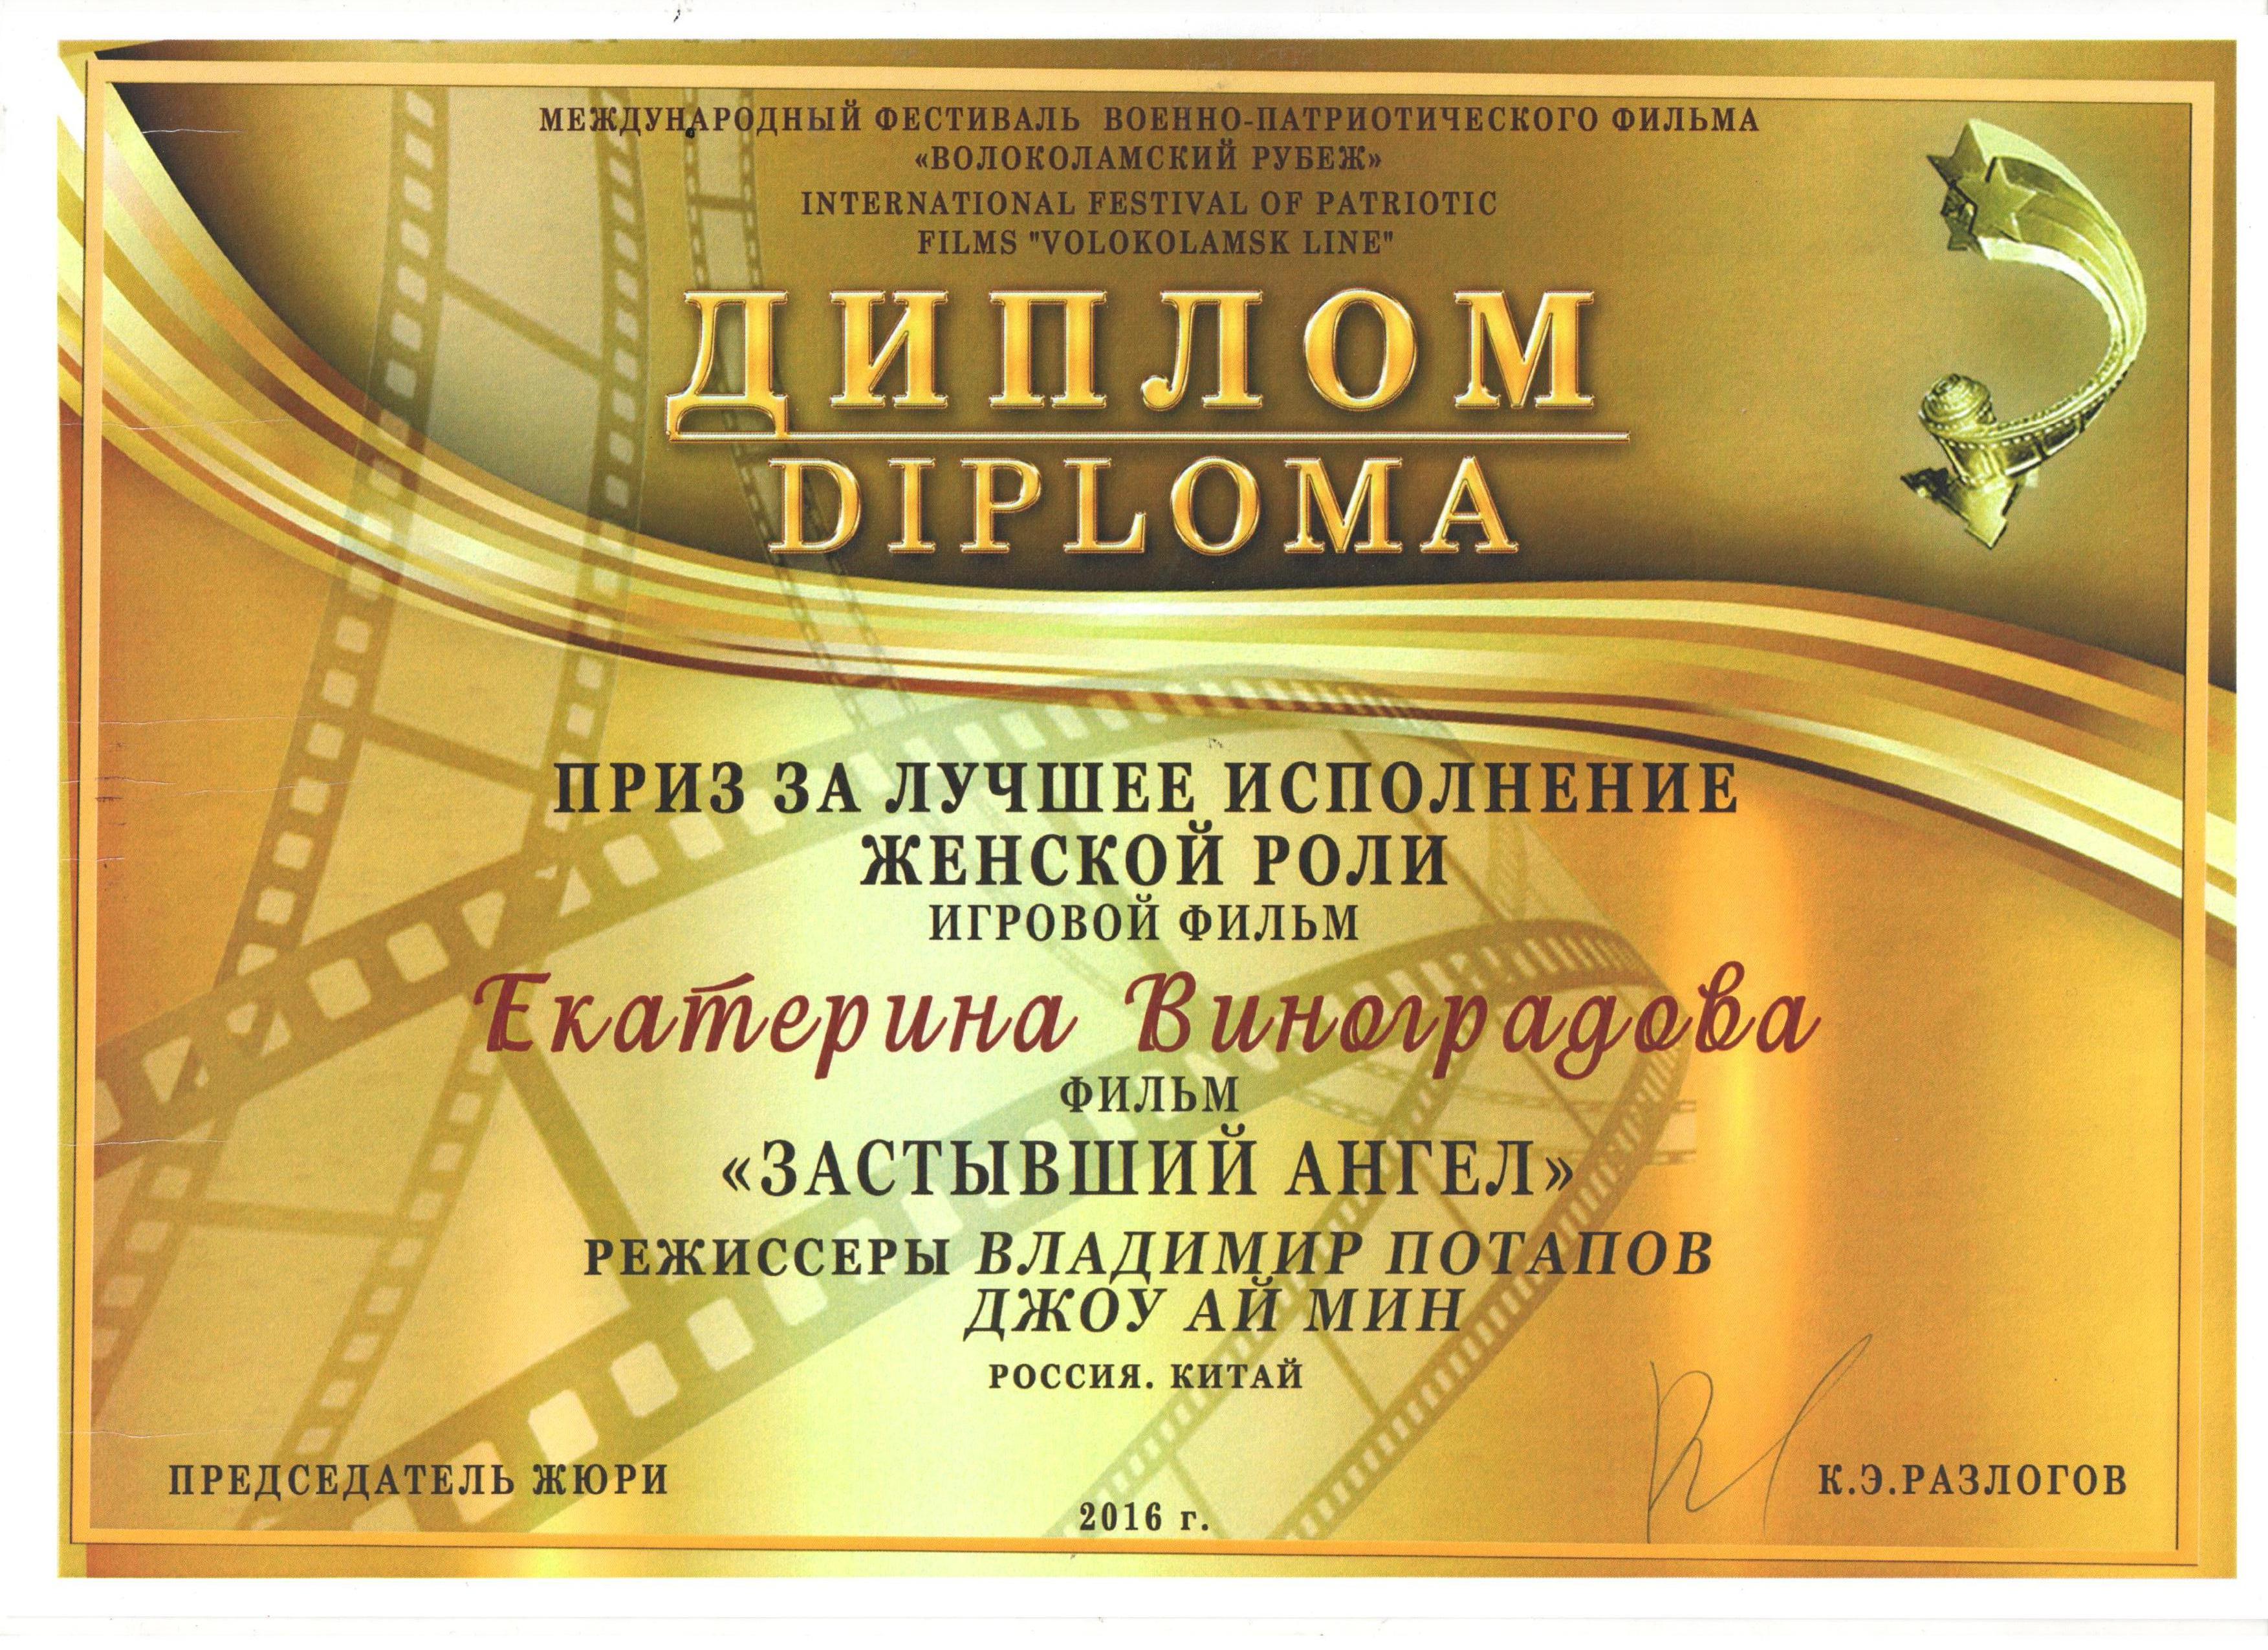 МЕЖДУНАРОДНЫЙ ФЕСТИВАЛЬ ВОЕННО-ПАТРИОТИЧЕСКОГО ФИЛЬМА
«ВОЛОКОЛАМСКИЙ РУБЕЖ»
INTERNATIONAL FESTIVAL OF PATRIOTIC
FILMS "VOLOKOLAMSK LINE"
ДИПЛОМ
DIPLOMA
ПРИЗ ЗА ЛУЧШЕЕ ИСПОЛНЕНИЕ
ЖЕНСКОЙ РОЛИ
ИГРОВОЙ ФИЛЬМ
Екатерина Виноградова
ФИЛЬМ
«ЗАСТЫВШИЙ АНГЕЛ»
РЕЖИССЕРЫ ВЛАДИМИР ПОТАПОВ
ДЖОУ АЙ МИН
РОССИЯ. КИТАЙ
ПРЕДСЕДАТЕЛЬ ЖЮРИ
К.Э.РАЗЛОГОВ
2016 г.